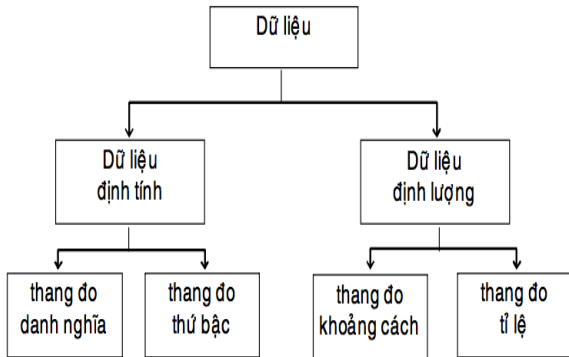 Dữ liệu
Dữ liệu
định tính
Dữ liệu
định lượng
thang đo
danh nghĩa
thang đo
thứ bậc
thang đo
khoảng cách
thang đo
tỉ lệ